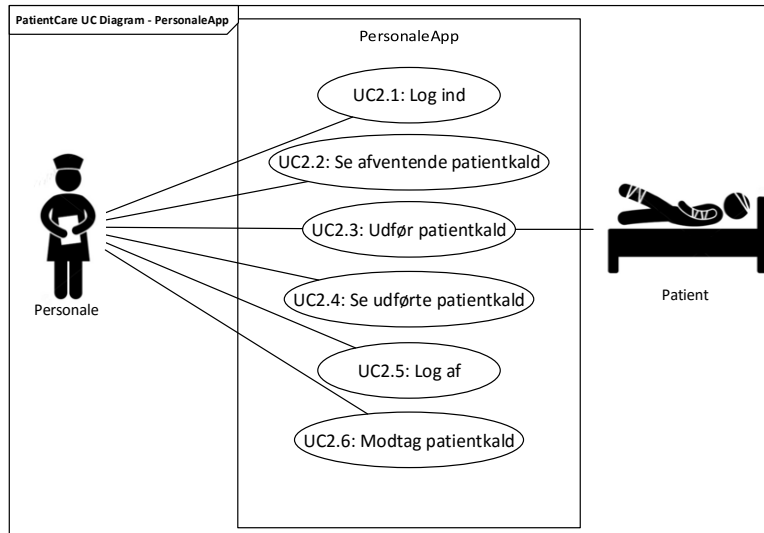 PatientCare UC Diagram - PersonaleApp
PersonaleApp
UC2.1: Log ind
UC2.2: Se afventende patientkald
UC2.3: Udfør patientkald
UC2.4: Se udførte patientkald
UC2.5: Log af
UC2.6: Modtag patientkald
Personale
Patient